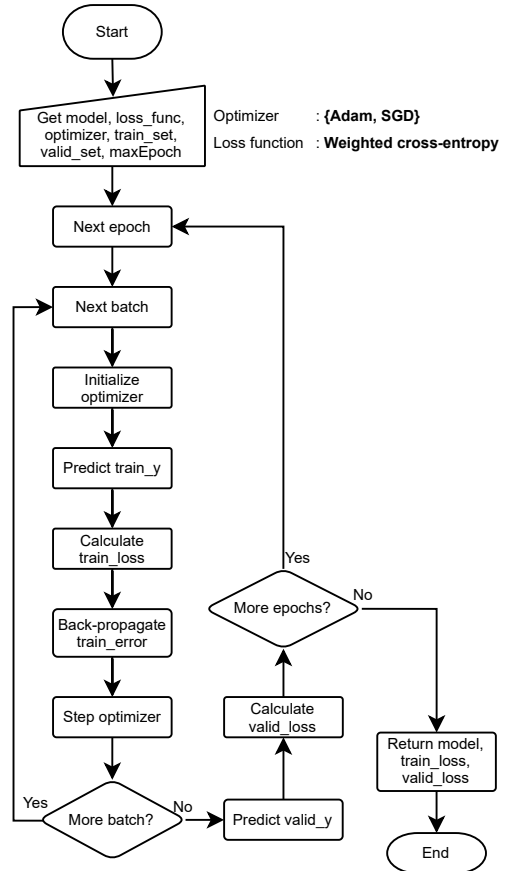 Start
Get model, loss_func,
optimizer, train_set,
valid_set, maxEpoch
Optimizer : {Adam, SGD}
Loss function : Weighted cross-entropy
Next epoch
Next batch
Initialize
optimizer
Predict train_y
Calculate
train_loss
Back-propagate
train_error
Step optimizer
More batch?
Yes
No
Predict valid_y
Calculate
valid_loss
More epochs?
Yes
No
Return model,
train_loss,
valid_loss
End